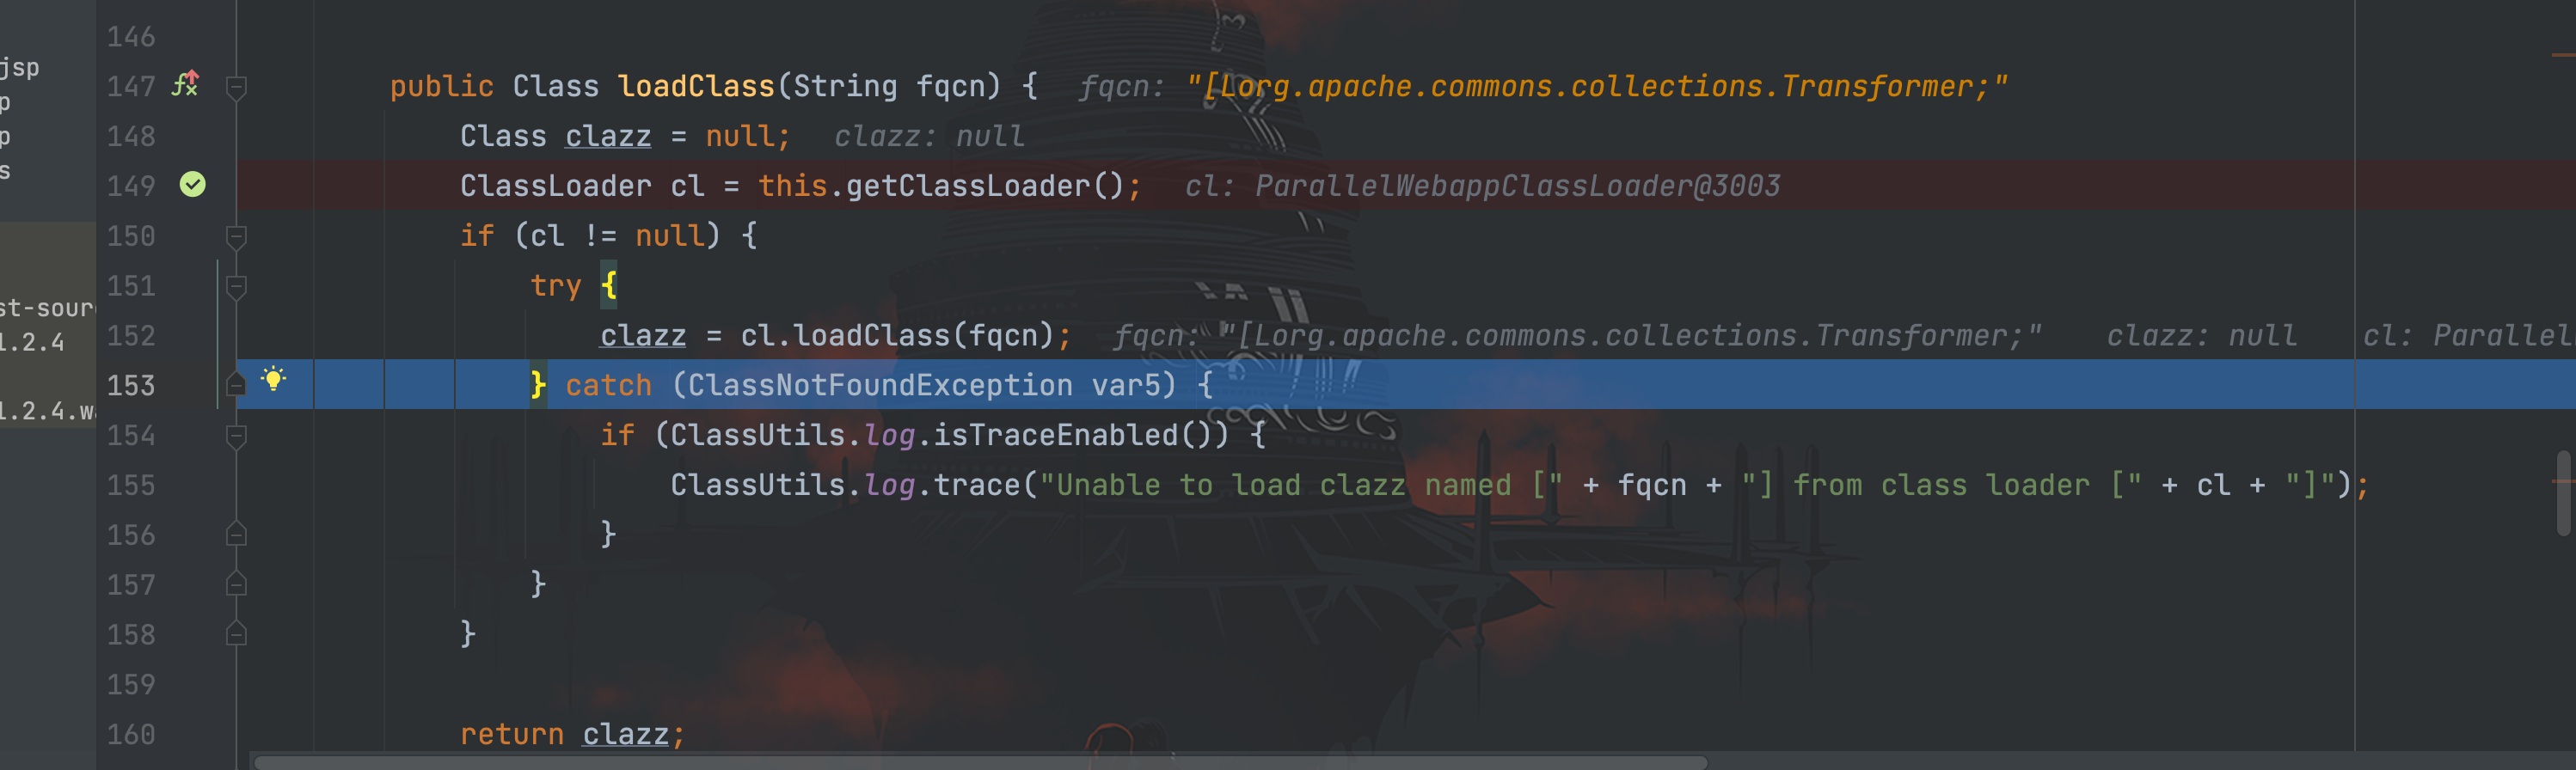 jsp
p
p
s
st-sour
1.2.4
1.2.4.wa
146
147 public Class loadClass(String fqcn) { fqcn: "[Lorg.apache.commons.collections.Transformer;"
148 Class clazz = null; clazz: null
149 ClassLoader cl = this.getClassLoader(); cl: ParallelWebappClassLoader@3003
150 if (cl != null) {
151 try {
152 clazz = cl.loadClass(fqcn); fqcn: "[Lorg.apache.commons.collections.Transformer;" clazz: null cl: Parallel
153 } catch (ClassNotFoundException var5) {
154 if (ClassUtils.log.isTraceEnabled()) {
155 ClassUtils.log.trace("Unable to load clazz named [" + fqcn + "] from class loader [" + cl + "]");
156 }
157 }
158 }
159
160 return clazz;